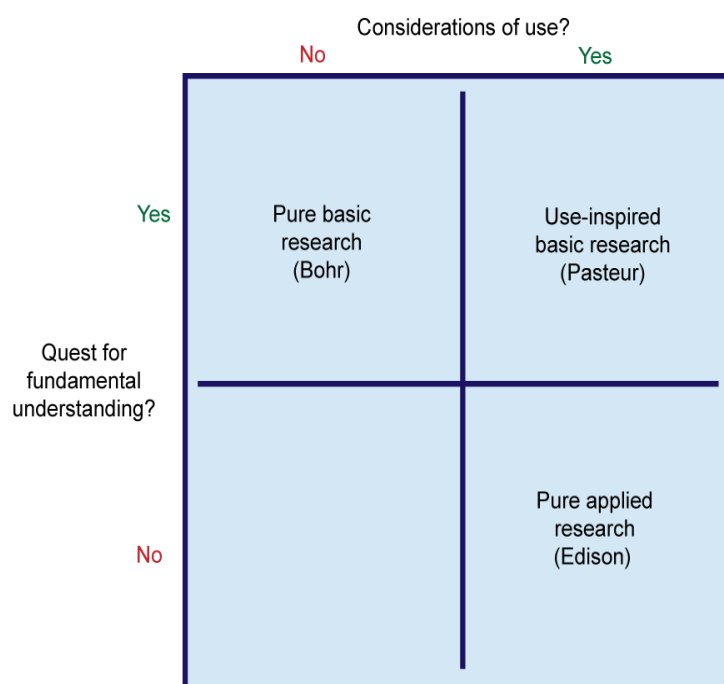 Considerations of use?
No
Yes
Yes
Pure basic
research
(Bohr)
Use-inspired
basic research
(Pasteur)
Quest for
fundamental
understanding?
No
Pure applied
research
(Edison)